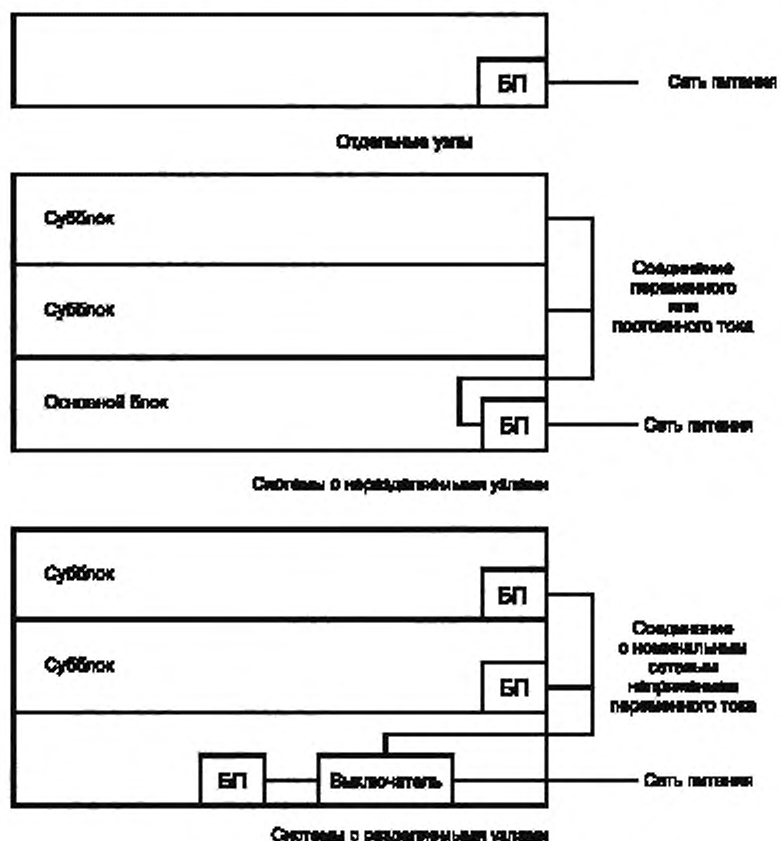 БП
Сеть питания
Отдельные узлы
Субблок
Субблок
Соединение
переменного
или
постоянного тока
Основной блок
БП
Сеть питания
Системы с неразделенными узлами
Субблок
БП
Субблок
БП
Соединение
с номинальным
сетевым
напряжением
переменного тока
БП
Выключатель
Сеть питания
Системы с разделенными узлами